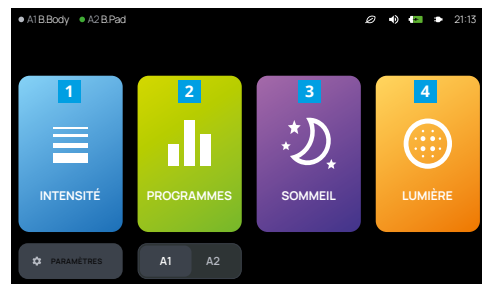 A1 B.Body A2 B.Pad 21:13
1 2 3 4
INTENSITÉ PROGRAMMES SOMMEIL LUMIÈRE
PARAMÈTRES A1 A2